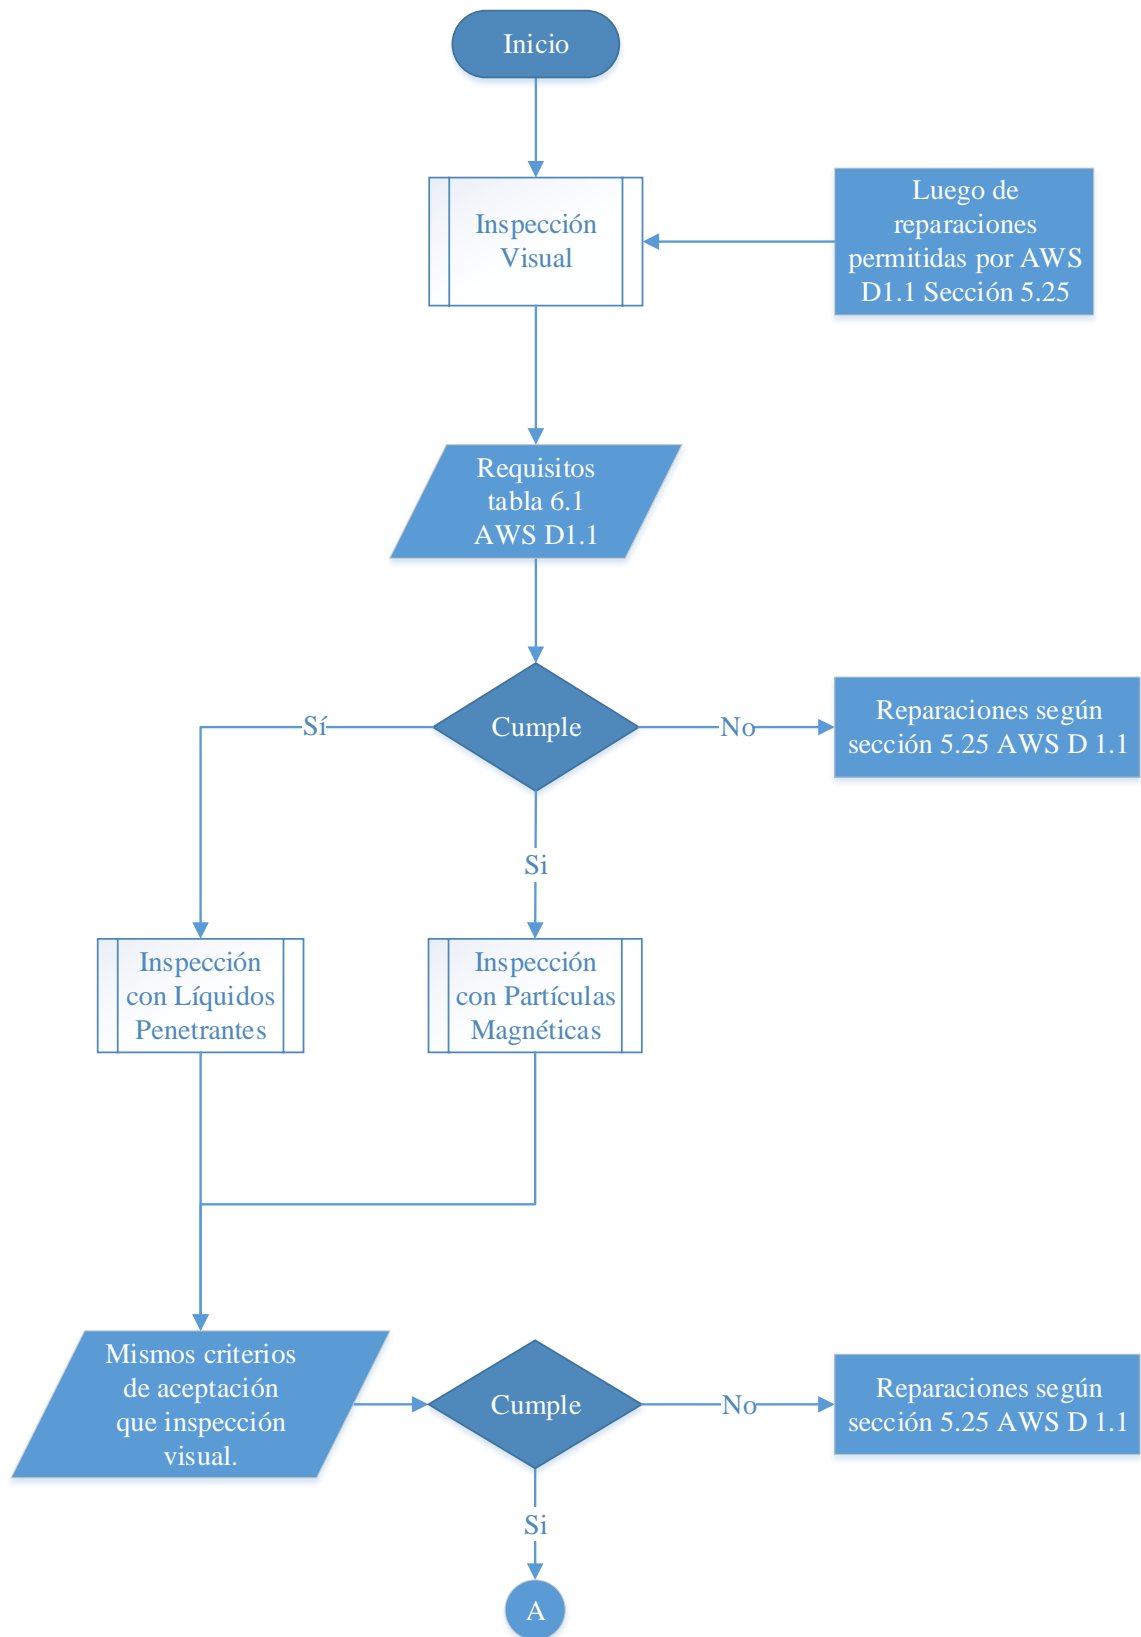 Inicio
Inspección
Visual
Luego de
reparaciones
permitidas por AWS
D1.1 Sección 5.25
Requisitos
tabla 6.1
AWS D1.1
Cumple
Sí
No
Reparaciones según
sección 5.25 AWS D 1.1
Si
Inspección
con Líquidos
Penetrantes
Inspección
con Partículas
Magnéticas
Mismos criterios
de aceptación
que inspección
visual.
Cumple
No
Reparaciones según
sección 5.25 AWS D 1.1
Si
A